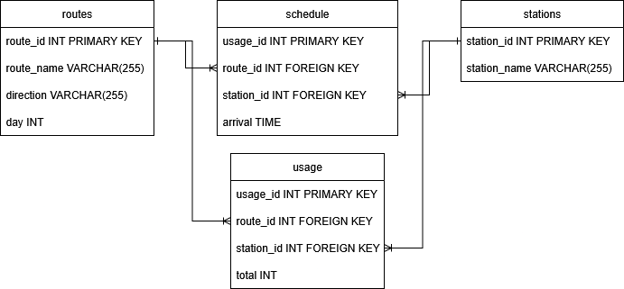 routes
route_id INT PRIMARY KEY
route_name VARCHAR(255)
direction VARCHAR(255)
day INT
schedule
usage_id INT PRIMARY KEY
route_id INT FOREIGN KEY
station_id INT FOREIGN KEY
arrival TIME
stations
station_id INT PRIMARY KEY
station_name VARCHAR(255)
usage
usage_id INT PRIMARY KEY
route_id INT FOREIGN KEY
station_id INT FOREIGN KEY
total INT